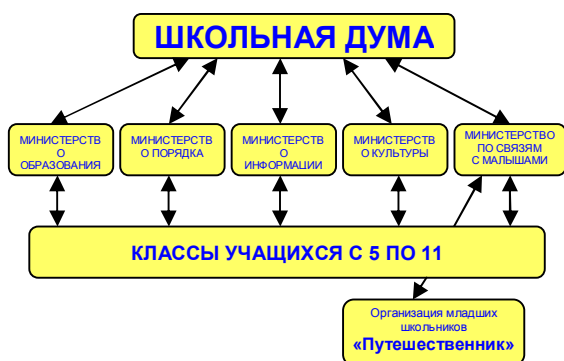 ШКОЛЬНАЯ ДУМА
МИНИСТЕРСТВ
О
ОБРАЗОВАНИЯ
МИНИСТЕРСТВ
О ПОРЯДКА
МИНИСТЕРСТВ
О
ИНФОРМАЦИИ
МИНИСТЕРСТВ
О КУЛЬТУРЫ
МИНИСТЕРСТВО
ПО СВЯЗЯМ
С МАЛЫШАМИ
КЛАССЫ УЧАЩИХСЯ С 5 ПО 11
Организация младших
школьников
«Путешественник»